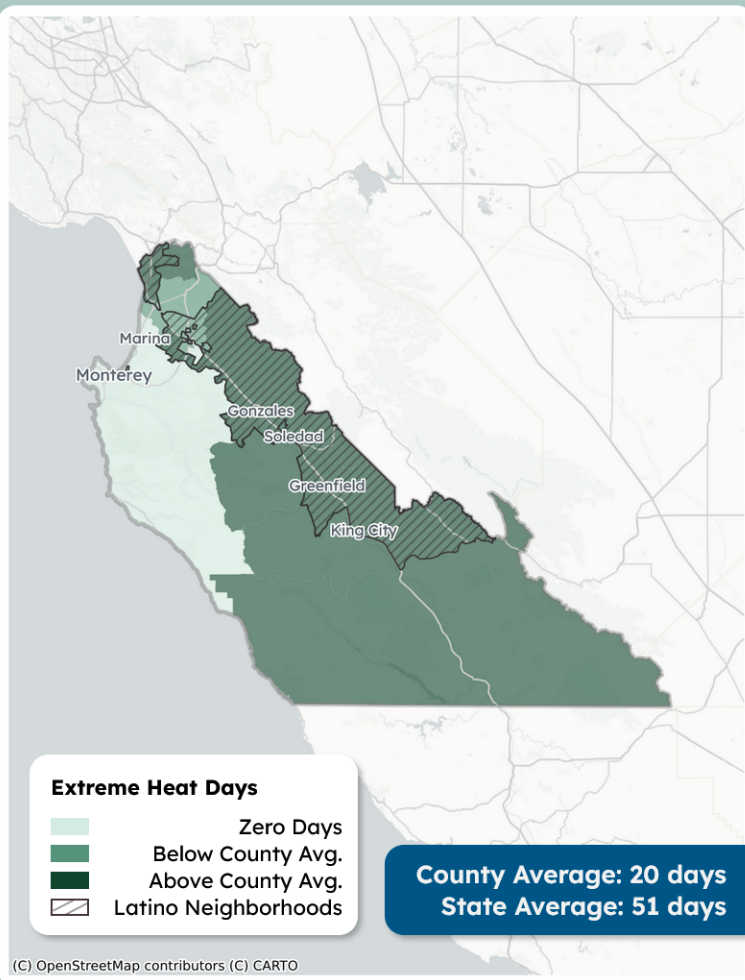 Marina
Monterey
Gonzales
Soledad
Greenfield
King City
Extreme Heat Days
Zero Days
Below County Avg.
Above County Avg.
Latino Neighborhoods
County Average: 20 days
State Average: 51 days
(C) OpenStreetMap contributors (C) CARTO